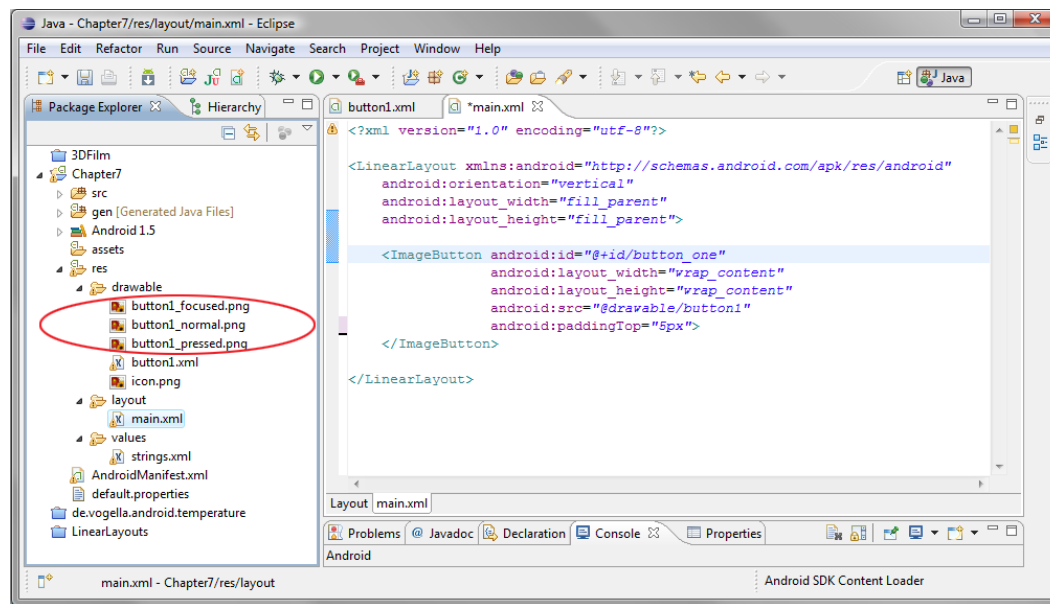 Java - Chapter7/res/layout/main.xml - Eclipse
File Edit Refactor Run Source Navigate Search Project Window Help
Java
Package Explorer Hierarchy
button1.xml *main.xml
3DFilm
Chapter7
src
gen [Generated Java Files]
Android 1.5
assets
res
drawable
button1_focused.png
button1_normal.png
button1_pressed.png
button1.xml
icon.png
layout
main.xml
values
strings.xml
AndroidManifest.xml
default.properties
de.vogella.android.temperature
LinearLayouts
<?xml version="1.0" encoding="utf-8"?>
<LinearLayout xmlns:android="http://schemas.android.com/apk/res/android"
android:orientation="vertical"
android:layout_width="fill_parent"
android:layout_height="fill_parent">
<ImageButton android:id="@+id/button_one"
android:layout_width="wrap_content"
android:layout_height="wrap_content"
android:src="@drawable/button1"
android:paddingTop="5px">
</ImageButton>
</LinearLayout>
Layout main.xml
Problems @ Javadoc Declaration Console Properties
Android
main.xml - Chapter7/res/layout
Android SDK Content Loader